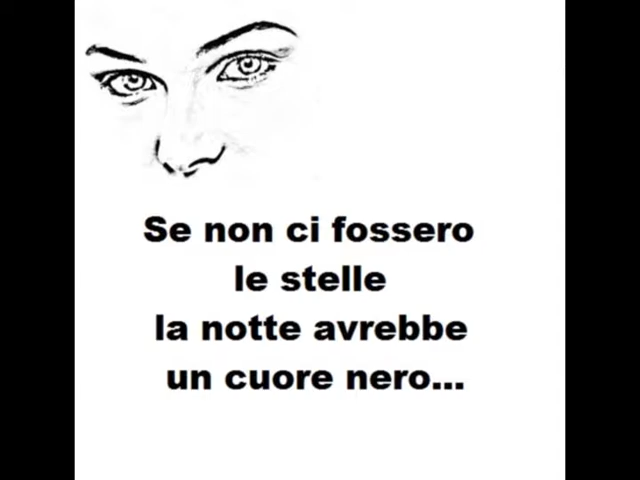 Se non ci fossero
le stelle
la notte avrebbe
un cuore nero...